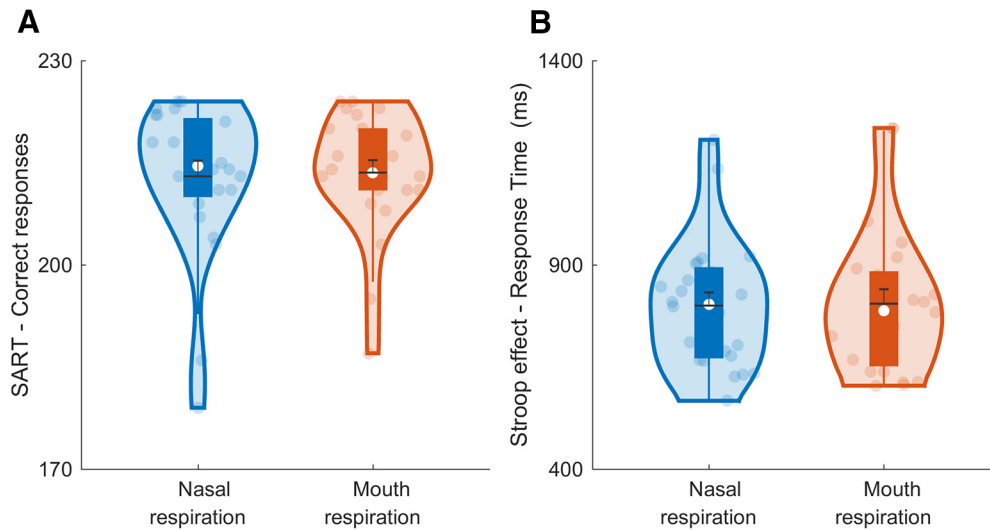 A
SART - Correct responses
230
200
170
Nasal
respiration
Mouth
respiration
B
Stroop effect - Response Time (ms)
1400
900
400
Nasal
respiration
Mouth
respiration